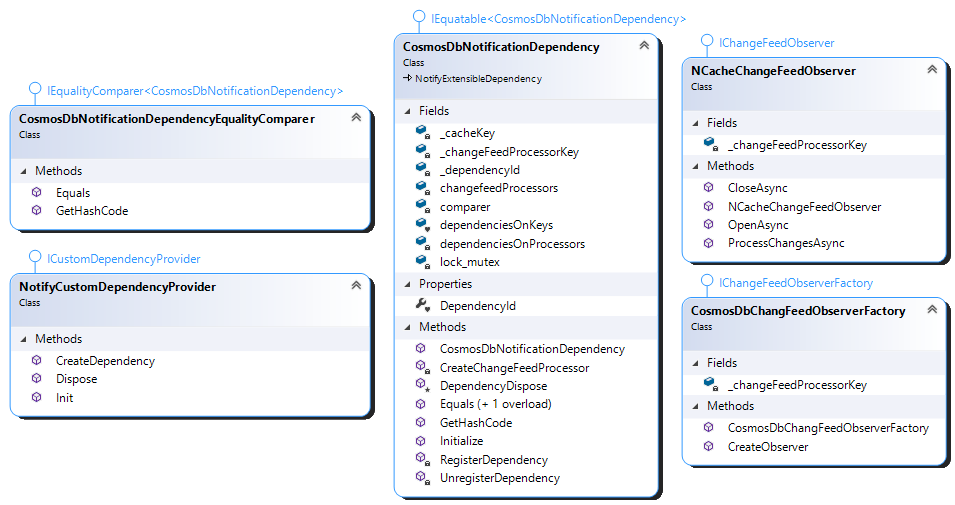 IEqualityComparer<CosmosDbNotificationDependency>
CosmosDbNotificationDependencyEqualityComparer
Class
Methods
Equals
GetHashCode
ICustomDependencyProvider
NotifyCustomDependencyProvider
Class
Methods
CreateDependency
Dispose
Init
IEquatable<CosmosDbNotificationDependency>
CosmosDbNotificationDependency
Class
NotifyExtensibleDependency
Fields
_cacheKey
_changeFeedProcessorKey
_dependencyId
changefeedProcessors
comparer
dependenciesOnKeys
dependenciesOnProcessors
lock_mutex
Properties
DependencyId
Methods
CosmosDbNotificationDependency
CreateChangeFeedProcessor
DependencyDispose
Equals (+ 1 overload)
GetHashCode
Initialize
RegisterDependency
UnregisterDependency
IChangeFeedObserver
NCacheChangeFeedObserver
Class
Fields
_changeFeedProcessorKey
Methods
CloseAsync
NCacheChangeFeedObserver
OpenAsync
ProcessChangesAsync
IChangeFeedObserverFactory
CosmosDbChangFeedObserverFactory
Class
Fields
_changeFeedProcessorKey
Methods
CosmosDbChangFeedObserverFactory
CreateObserver